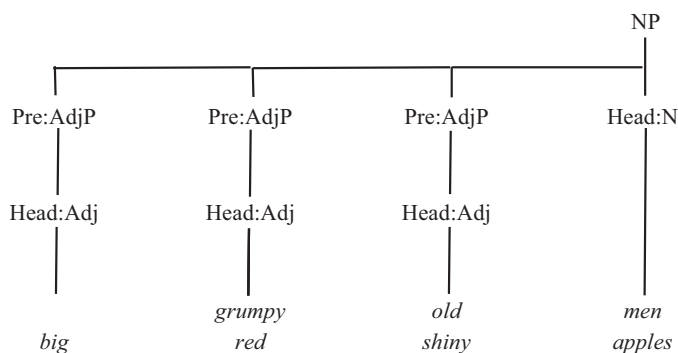 NP
Pre:AdjP Pre:AdjP Pre:AdjP Head:N
Head:Adj Head:Adj Head:Adj
grumpy old men
big red shiny apples